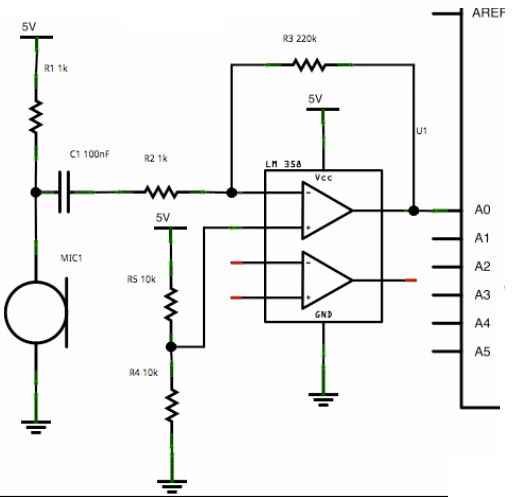 AREF
5V
R1 1k
R3 220k
5V
U1
C1 100nF
R2 1k
LM 358
Vcc
-
+
5V
A0
A1
MIC1
R5 10k
-
+
A2
A3
GND
A4
A5
R4 10k